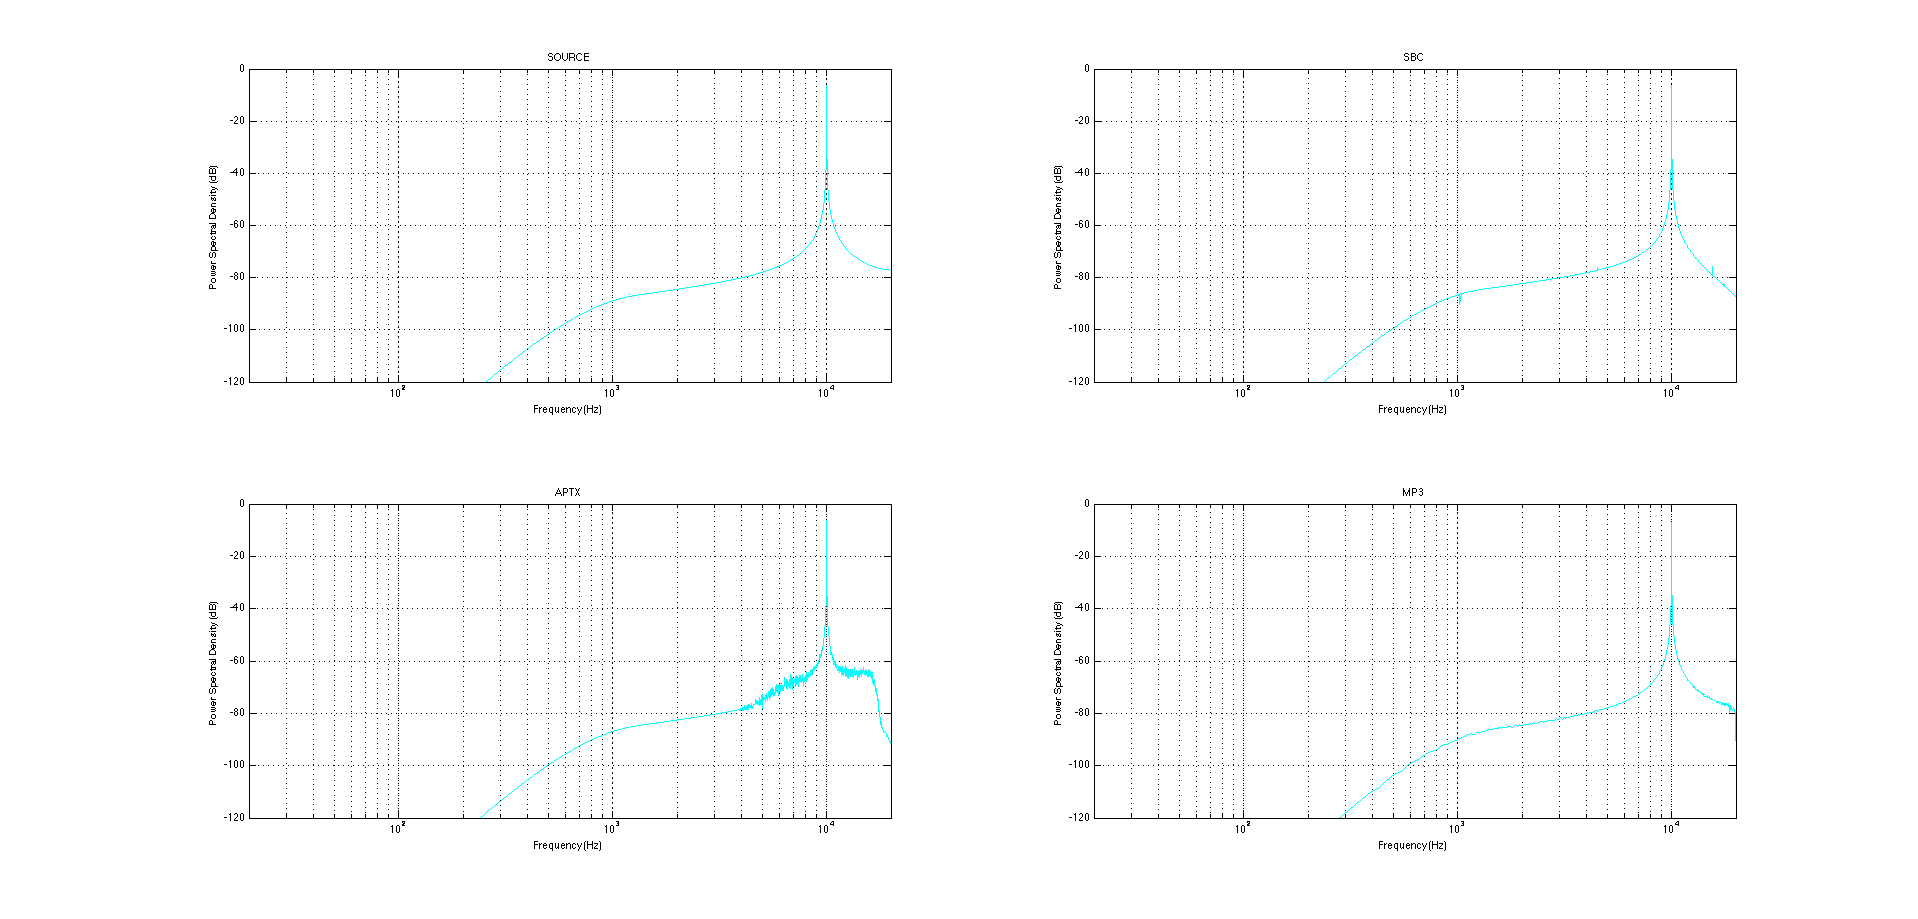 SOURCE
0
-20
-40
-60
-80
-100
-120
Power Spectral Density (dB)
10² 10³ 10⁴
Frequency(Hz)
SBC
0
-20
-40
-60
-80
-100
-120
Power Spectral Density (dB)
10² 10³ 10⁴
Frequency(Hz)
APTX
0
-20
-40
-60
-80
-100
-120
Power Spectral Density (dB)
10² 10³ 10⁴
Frequency(Hz)
MP3
0
-20
-40
-60
-80
-100
-120
Power Spectral Density (dB)
10² 10³ 10⁴
Frequency(Hz)